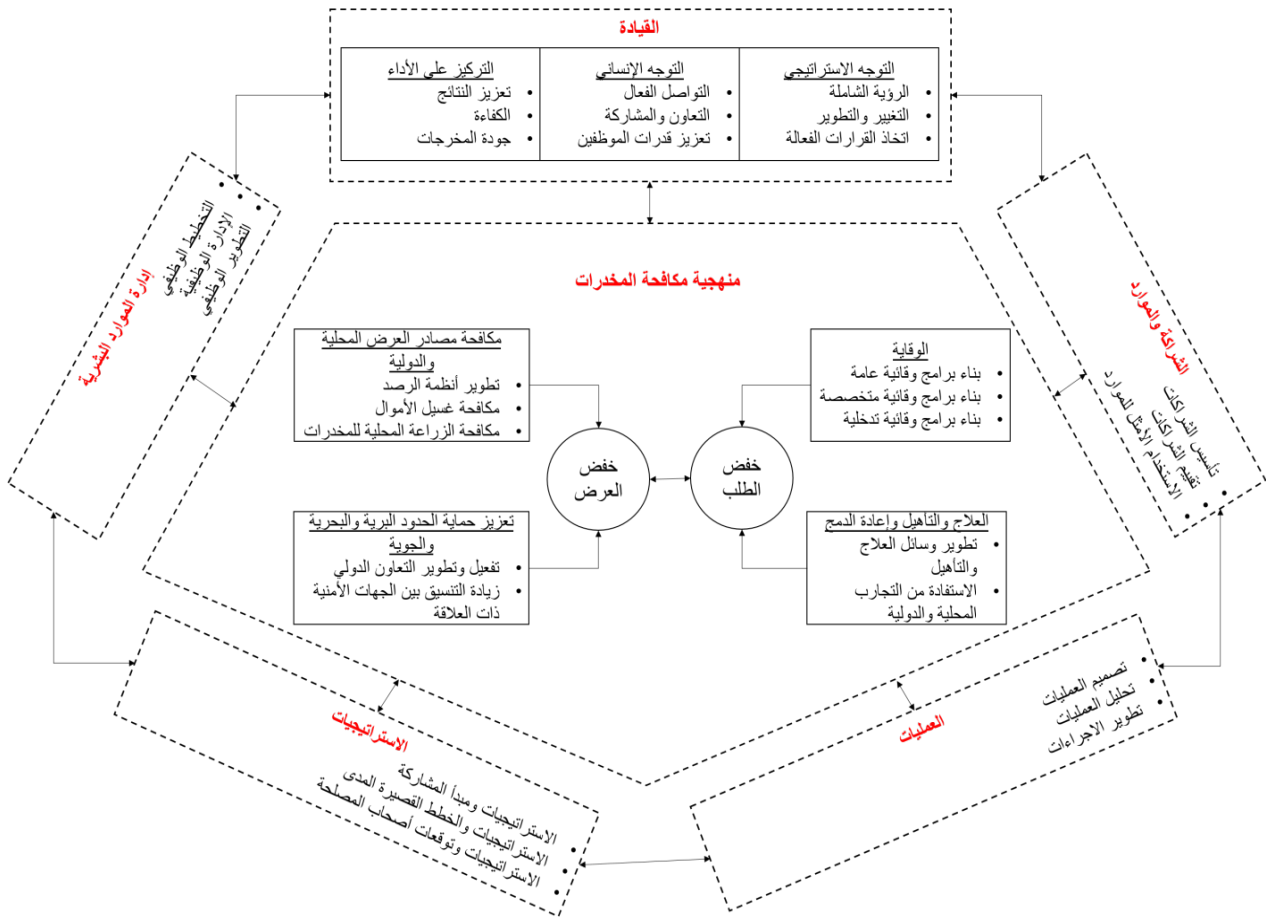 القيادة
التوجه الاستراتيجي
• الرؤية الشاملة
• التغيير والتطوير
• اتخاذ القرارات الفعالة
التوجه الإنساني
• التواصل الفعال
• التعاون والمشاركة
• تعزيز قدرات الموظفين
التركيز على الأداء
• تعزيز النتائج
• الكفاءة
• جودة المخرجات
الشراكة والموارد
• تأسيس الشراكات
• تقييم الشراكات
• الاستخدام الأمثل للموارد
إدارة الموارد البشرية
• التخطيط الوظيفي
• الإدارة الوظيفية
• التطوير الوظيفي
منهجية مكافحة المخدرات
الوقاية
• بناء برامج وقائية عامة
• بناء برامج وقائية متخصصة
• بناء برامج وقائية تدخلية
مكافحة مصادر العرض المحلية
والدولية
• تطوير أنظمة الرصد
• مكافحة غسيل الأموال
• مكافحة الزراعة المحلية للمخدرات
خفض
الطلب
خفض
العرض
العلاج والتأهيل وإعادة الدمج
• تطوير وسائل العلاج
والتأهيل
• الاستفادة من التجارب
المحلية والدولية
تعزيز حماية الحدود البرية والبحرية
والجوية
• تفعيل وتطوير التعاون الدولي
• زيادة التنسيق بين الجهات الأمنية
ذات العلاقة
العمليات
• تصميم العمليات
• تحليل العمليات
• تطوير الاجراءات
الاستراتيجيات
• الاستراتيجيات ومبدأ المشاركة
• الاستراتيجيات والخطط القصيرة المدى
• الاستراتيجيات وتوقعات أصحاب المصلحة